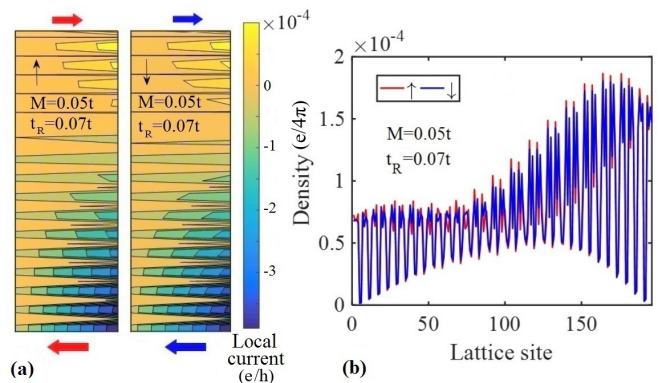 ×10⁻⁴
↑ ↓
M=0.05t M=0.05t
t_R=0.07t t_R=0.07t
0
-1
-2
-3
Local
current
(e/h)
(a)
×10⁻⁴
2
1.5
1
0.5
0
Density (e/4π)
↑ ↓
M=0.05t
t_R=0.07t
0 50 100 150
Lattice site
(b)